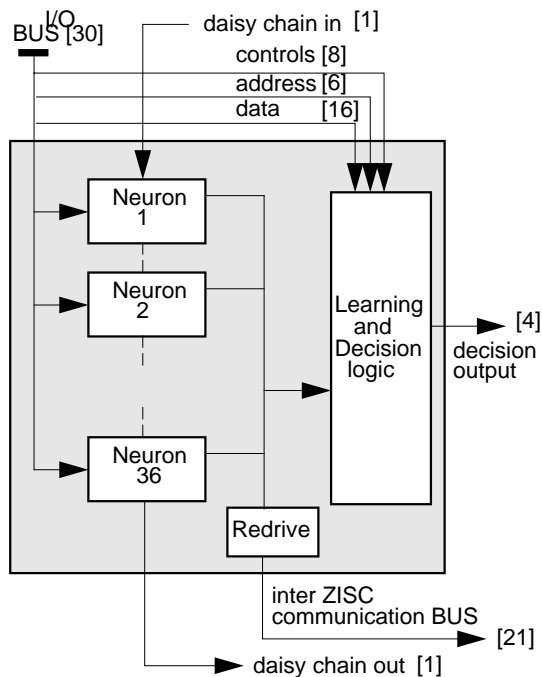 I/O
BUS [30]
daisy chain in [1]
controls [8]
address [6]
data [16]
Neuron
1
Neuron
2
Neuron
36
Learning
and
Decision
logic
[4]
decision
output
Redrive
inter ZISC
communication BUS
[21]
daisy chain out [1]